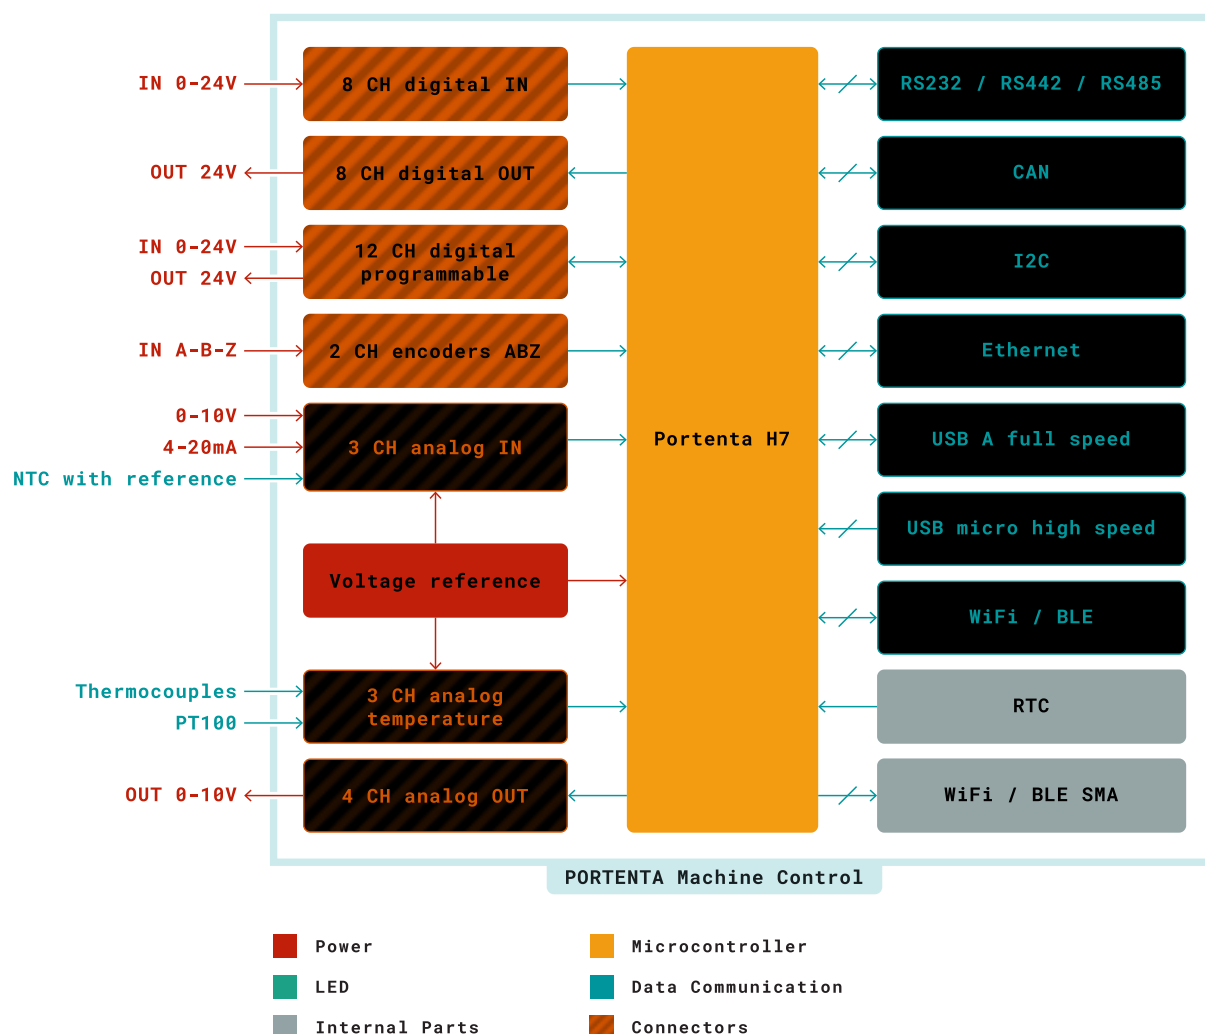 IN 0-24V
8 CH digital IN
RS232 / RS442 / RS485
OUT 24V
8 CH digital OUT
CAN
IN 0-24V
OUT 24V
12 CH digital
programmable
I2C
IN A-B-Z
2 CH encoders ABZ
Ethernet
0-10V
4-20mA
NTC with reference
3 CH analog IN
Portenta H7
USB A full speed
USB micro high speed
Voltage reference
WiFi / BLE
Thermocouples
PT100
3 CH analog
temperature
RTC
OUT 0-10V
4 CH analog OUT
WiFi / BLE SMA
PORTENTA Machine Control
Power
Microcontroller
LED
Data Communication
Internal Parts
Connectors